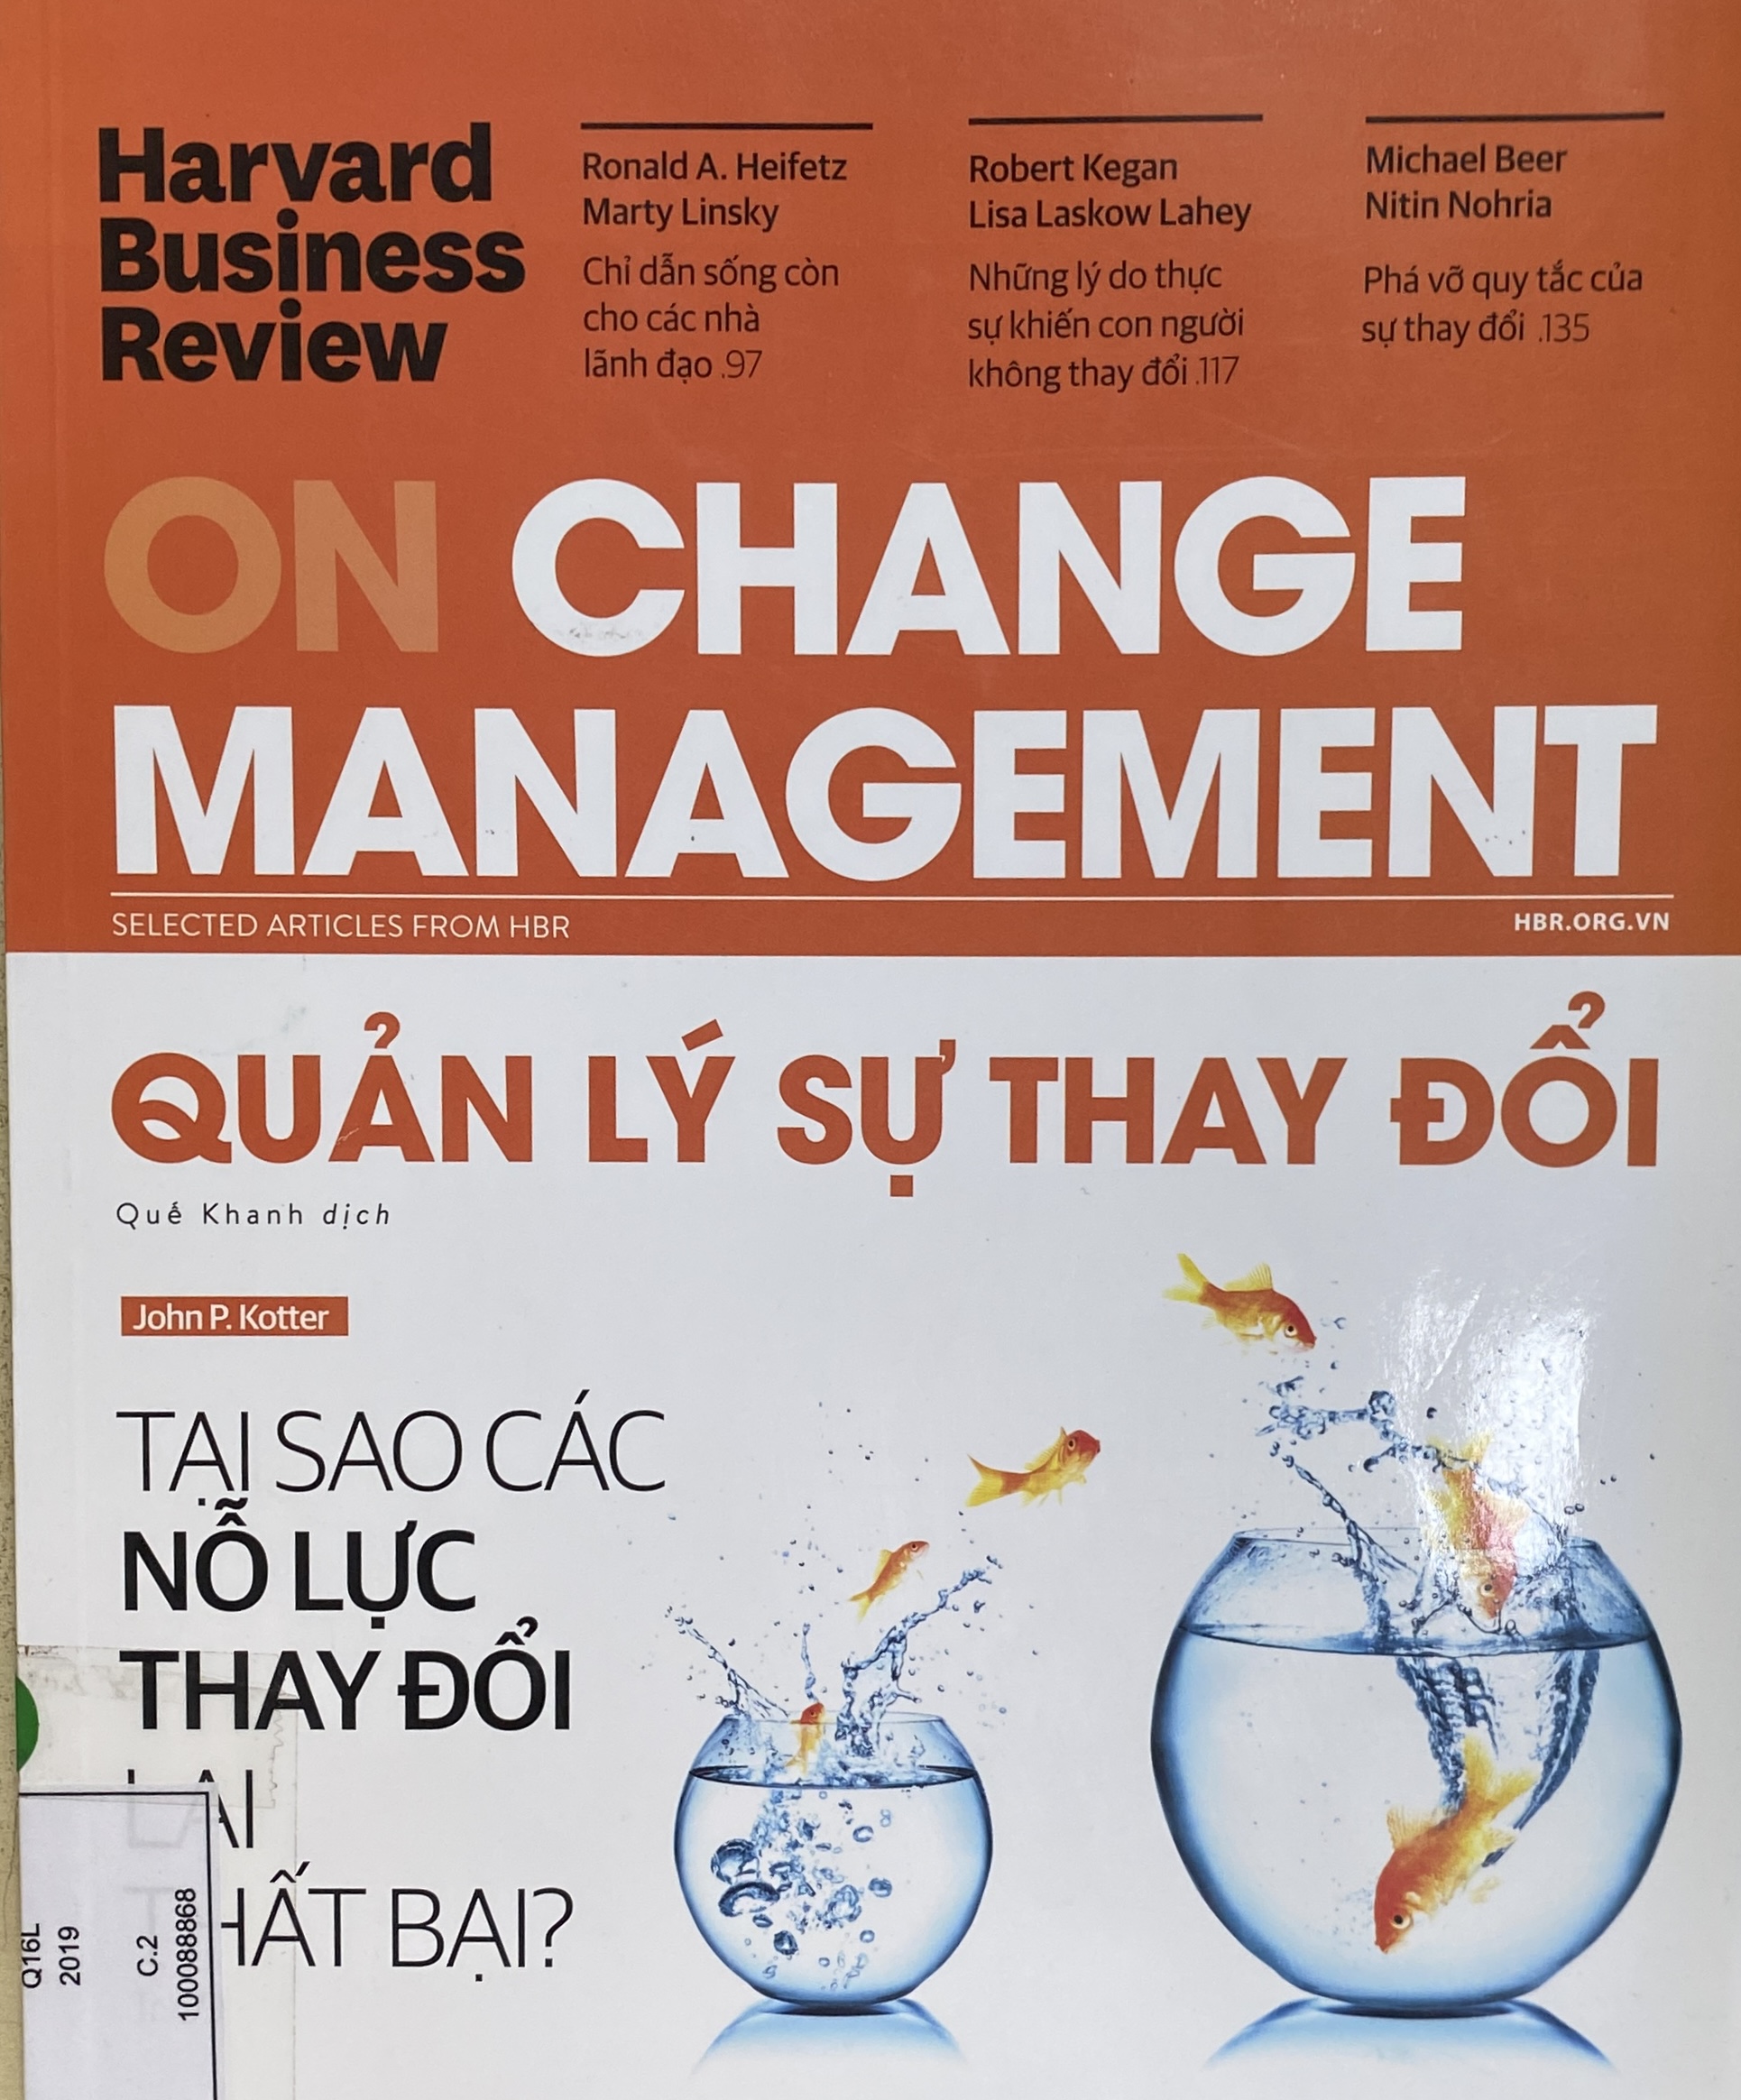 Harvard
Business
Review
Ronald A. Heifetz
Marty Linsky
Chỉ dẫn sống còn
cho các nhà
lãnh đạo .97
Robert Kegan
Lisa Laskow Lahey
Những lý do thực
sự khiến con người
không thay đổi .117
Michael Beer
Nitin Nohria
Phá vỡ quy tắc của
sự thay đổi .135
ON CHANGE
MANAGEMENT
SELECTED ARTICLES FROM HBR
HBR.ORG.VN
QUẢN LÝ SỰ THAY ĐỔI
Quế Khanh dịch
John P. Kotter
TẠI SAO CÁC
NỖ LỰC
THAY ĐỔI
LẠI
THẤT BẠI?
Q16L
2019
C.2
1000088868